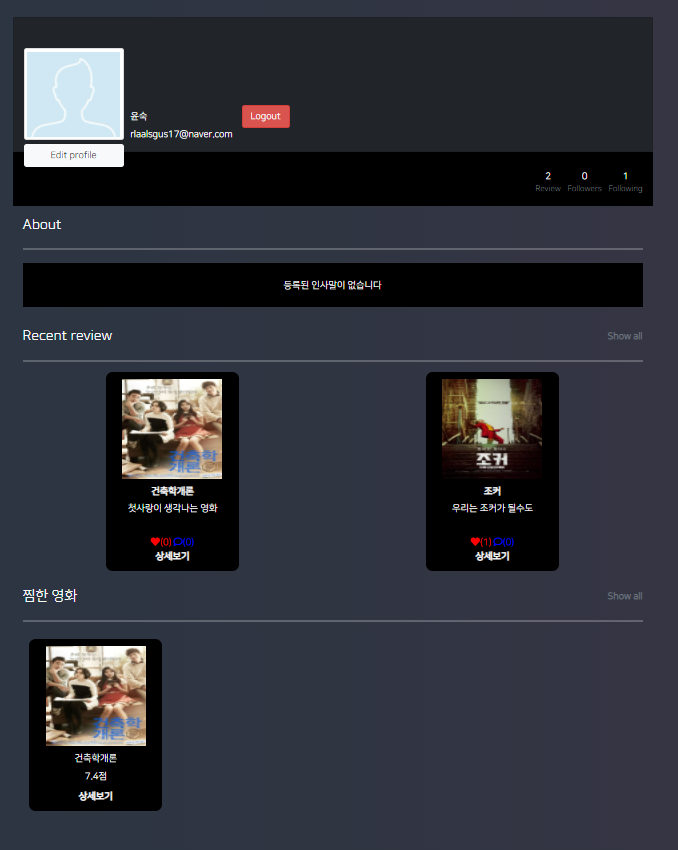 윤숙
Logout
rlaalsgus17@naver.com
Edit profile
2 0 1
Review Followers Following
About
등록된 인사말이 없습니다
Recent review
Show all
건축학개론
건축학개론
첫사랑이 생각나는 영화
(0) (0)
상세보기
조커
조커
우리는 조커가 될수도
(1) (0)
상세보기
찜한 영화
Show all
건축학개론
건축학개론
7.4점
상세보기